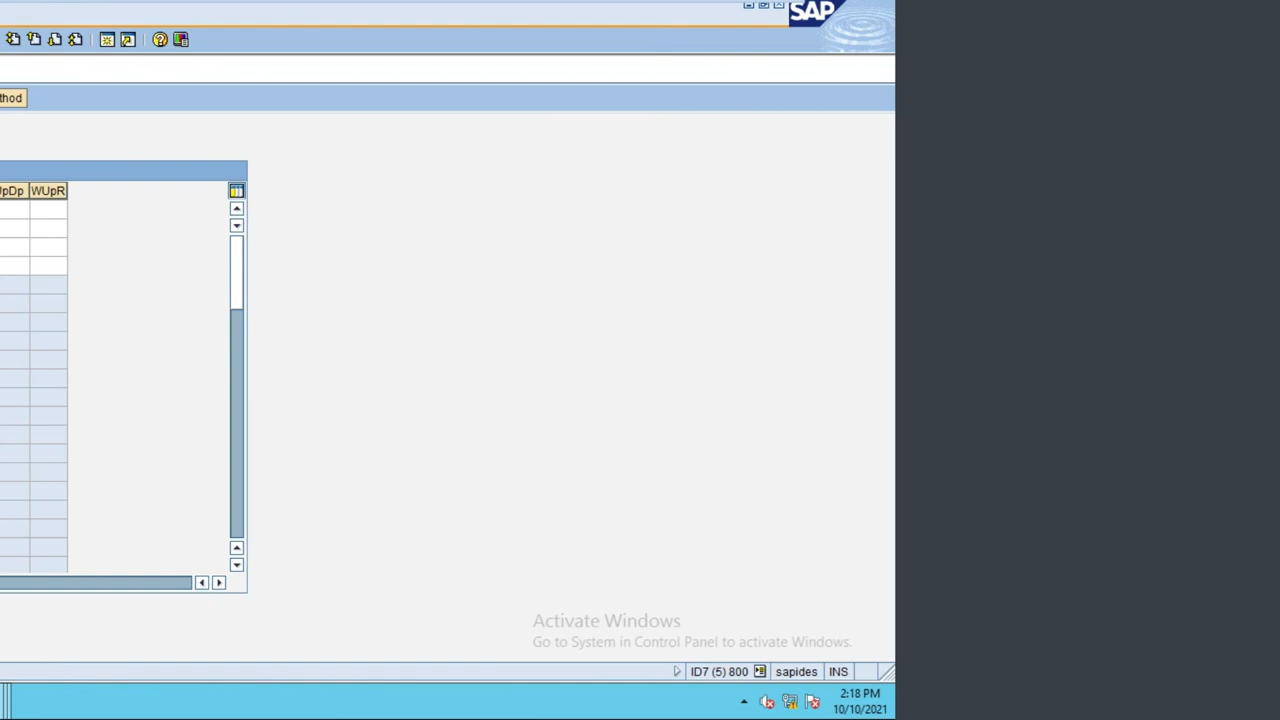 SAP
thod
UpDp WUpR
Activate Windows
Go to System in Control Panel to activate Windows.
ID7 (5) 800 sapides INS
2:18 PM
10/10/2021